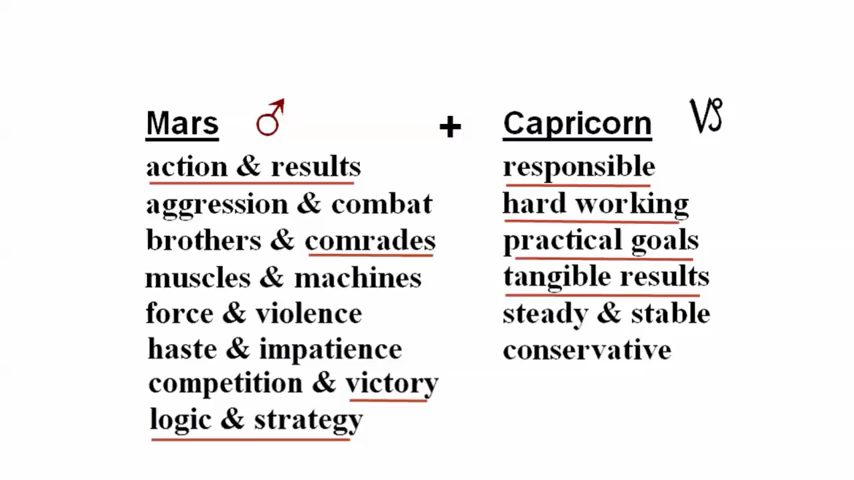 Mars ♂ + Capricorn ♑
action & results
aggression & combat
brothers & comrades
muscles & machines
force & violence
haste & impatience
competition & victory
logic & strategy
responsible
hard working
practical goals
tangible results
steady & stable
conservative